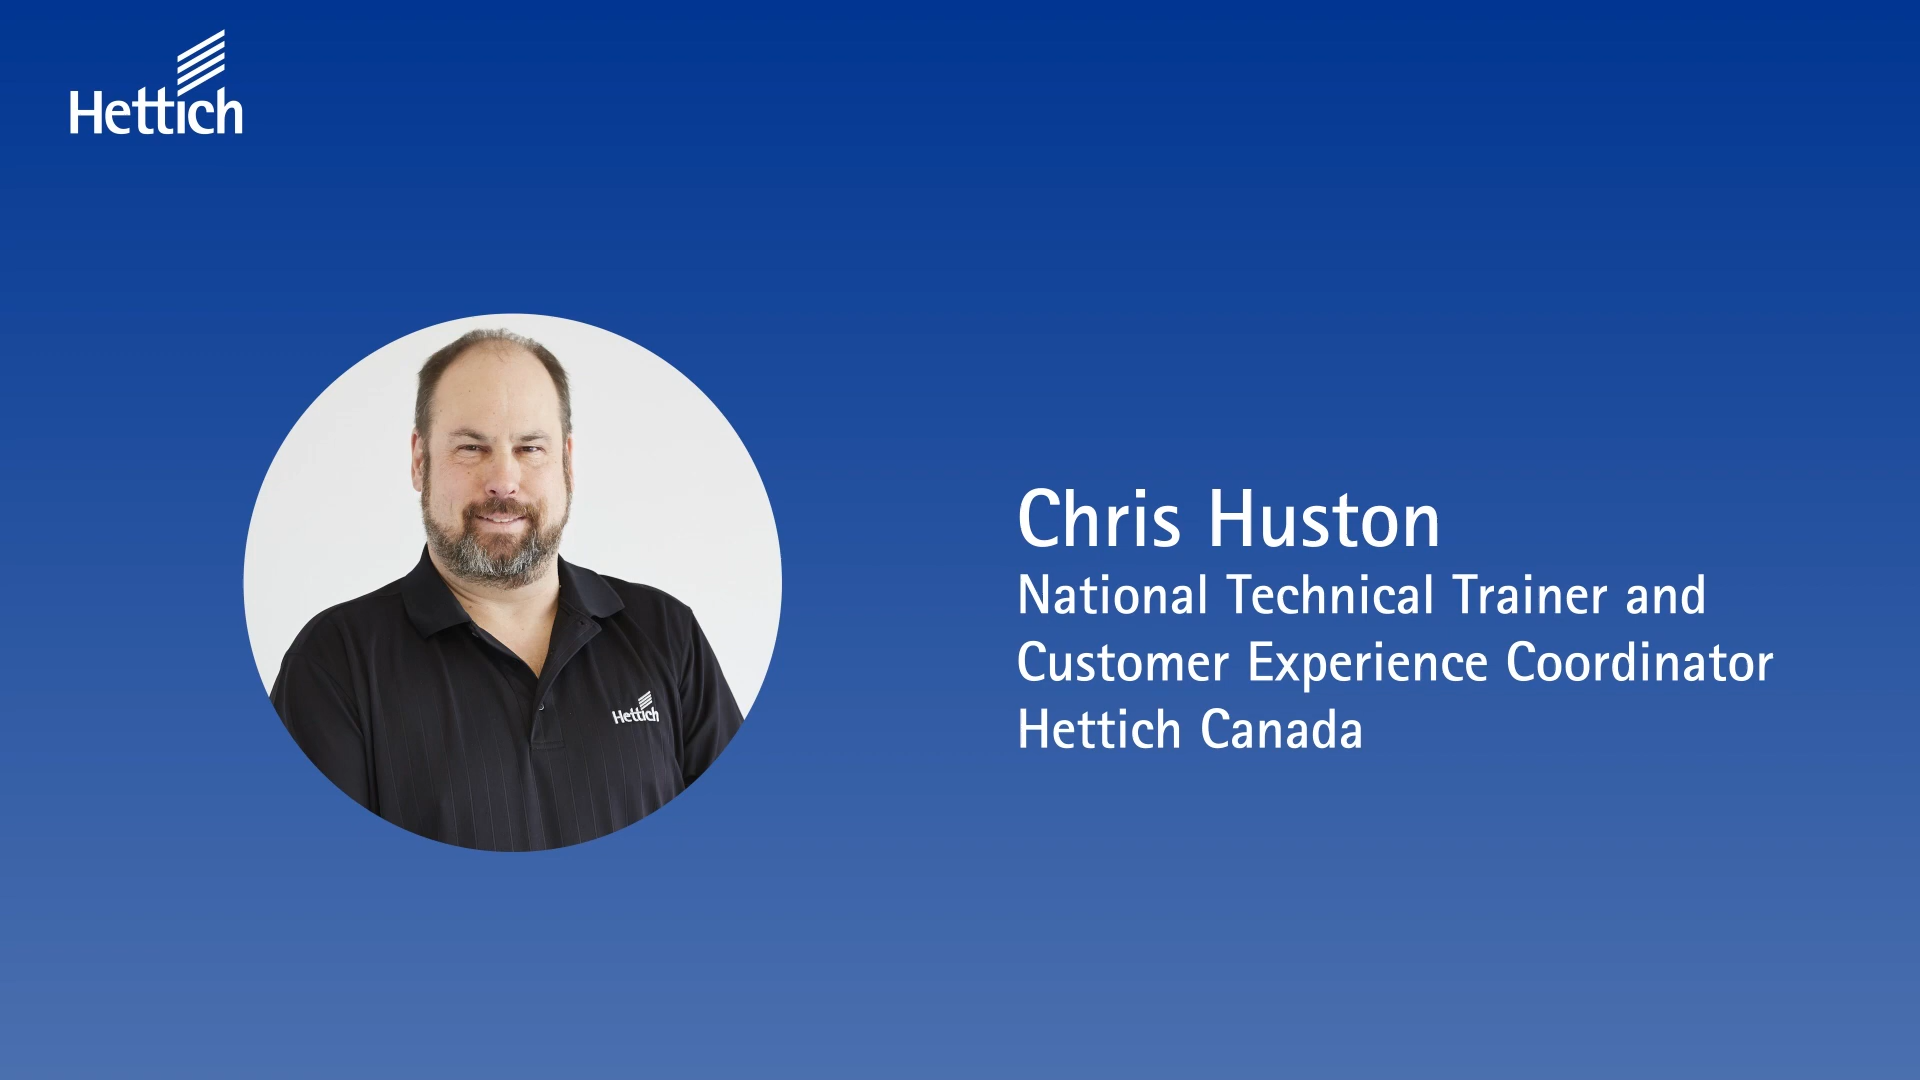 Hettich
Chris Huston
National Technical Trainer and
Customer Experience Coordinator
Hettich Canada
Hettich